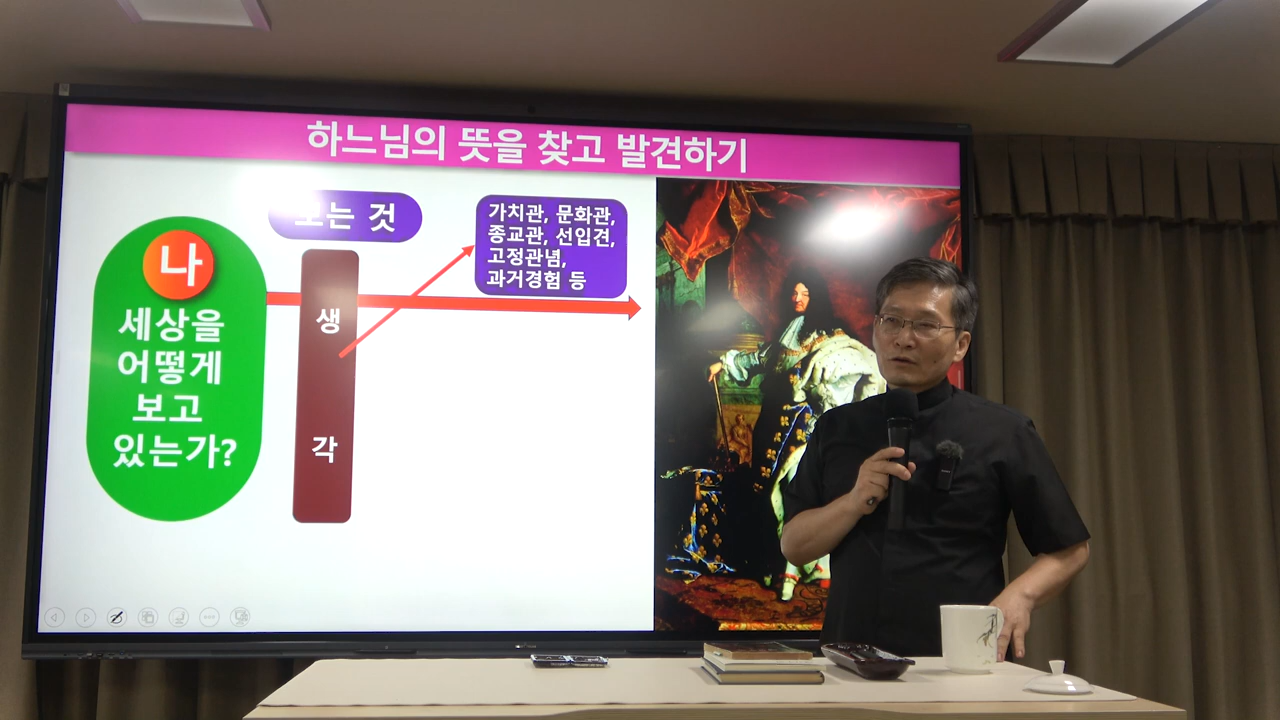 하느님의 뜻을 찾고 발견하기
보는 것
가치관, 문화관,
종교관, 선입견,
고정관념,
과거경험 등
나
세상을
어떻게
보고
있는가?
생
각